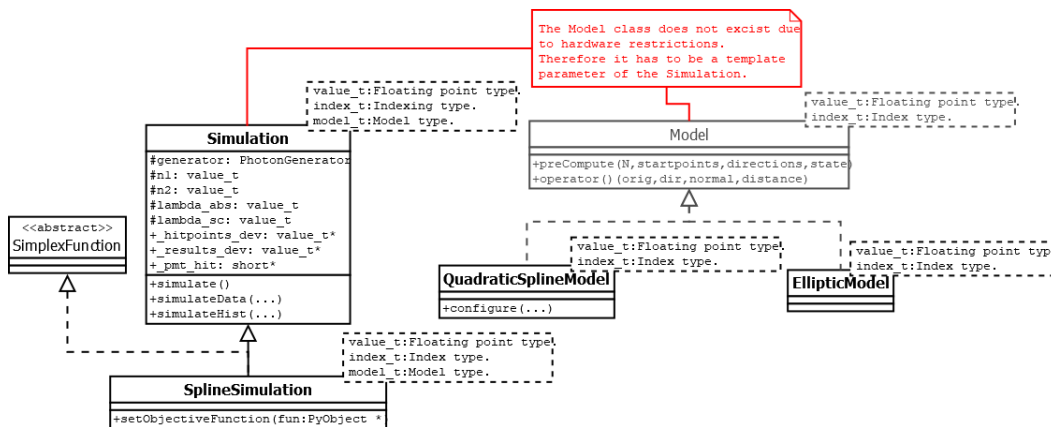 The Model class does not excist due
to hardware restrictions.
Therefore it has to be a template
parameter of the Simulation.
value_t:Floating point type.
index_t:Indexing type.
model_t:Model type.
value_t:Floating point type.
index_t:Index type.
Simulation
#generator: PhotonGenerator
#n1: value_t
#n2: value_t
#lambda_abs: value_t
#lambda_sc: value_t
+_hitpoints_dev: value_t*
+_results_dev: value_t*
+_pmt_hit: short*
+simulate()
+simulateData(...)
+simulateHist(...)
Model
+preCompute(N,startpoints,directions,state)
+operator()(orig,dir,normal,distance)
<<abstract>>
SimplexFunction
value_t:Floating point type.
index_t:Index type.
QuadraticSplineModel
+configure(...)
value_t:Floating point ty
index_t:Index type.
EllipticModel
value_t:Floating point type.
index_t:Index type.
model_t:Model type.
SplineSimulation
+setObjectiveFunction(fun:PyObject *